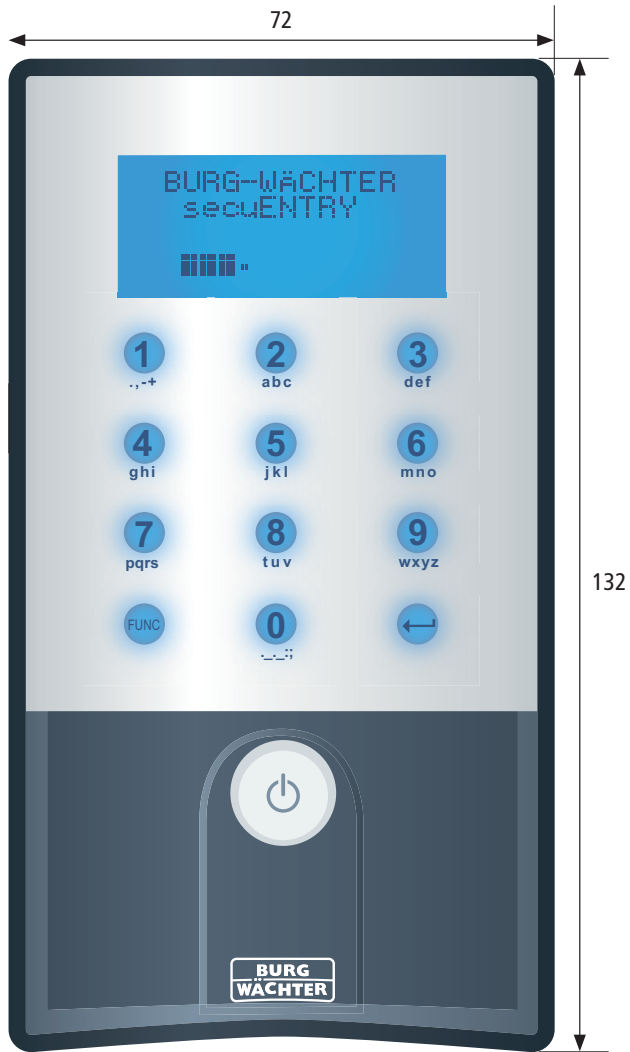 72
BURG-WäCHTER
secuENTRY
1 2 3
.,-+ abc def
4 5 6
ghi jkl mno
7 8 9
pqrs tuv wxyz
FUNC 0
._._:;
132
BURG
WÄCHTER